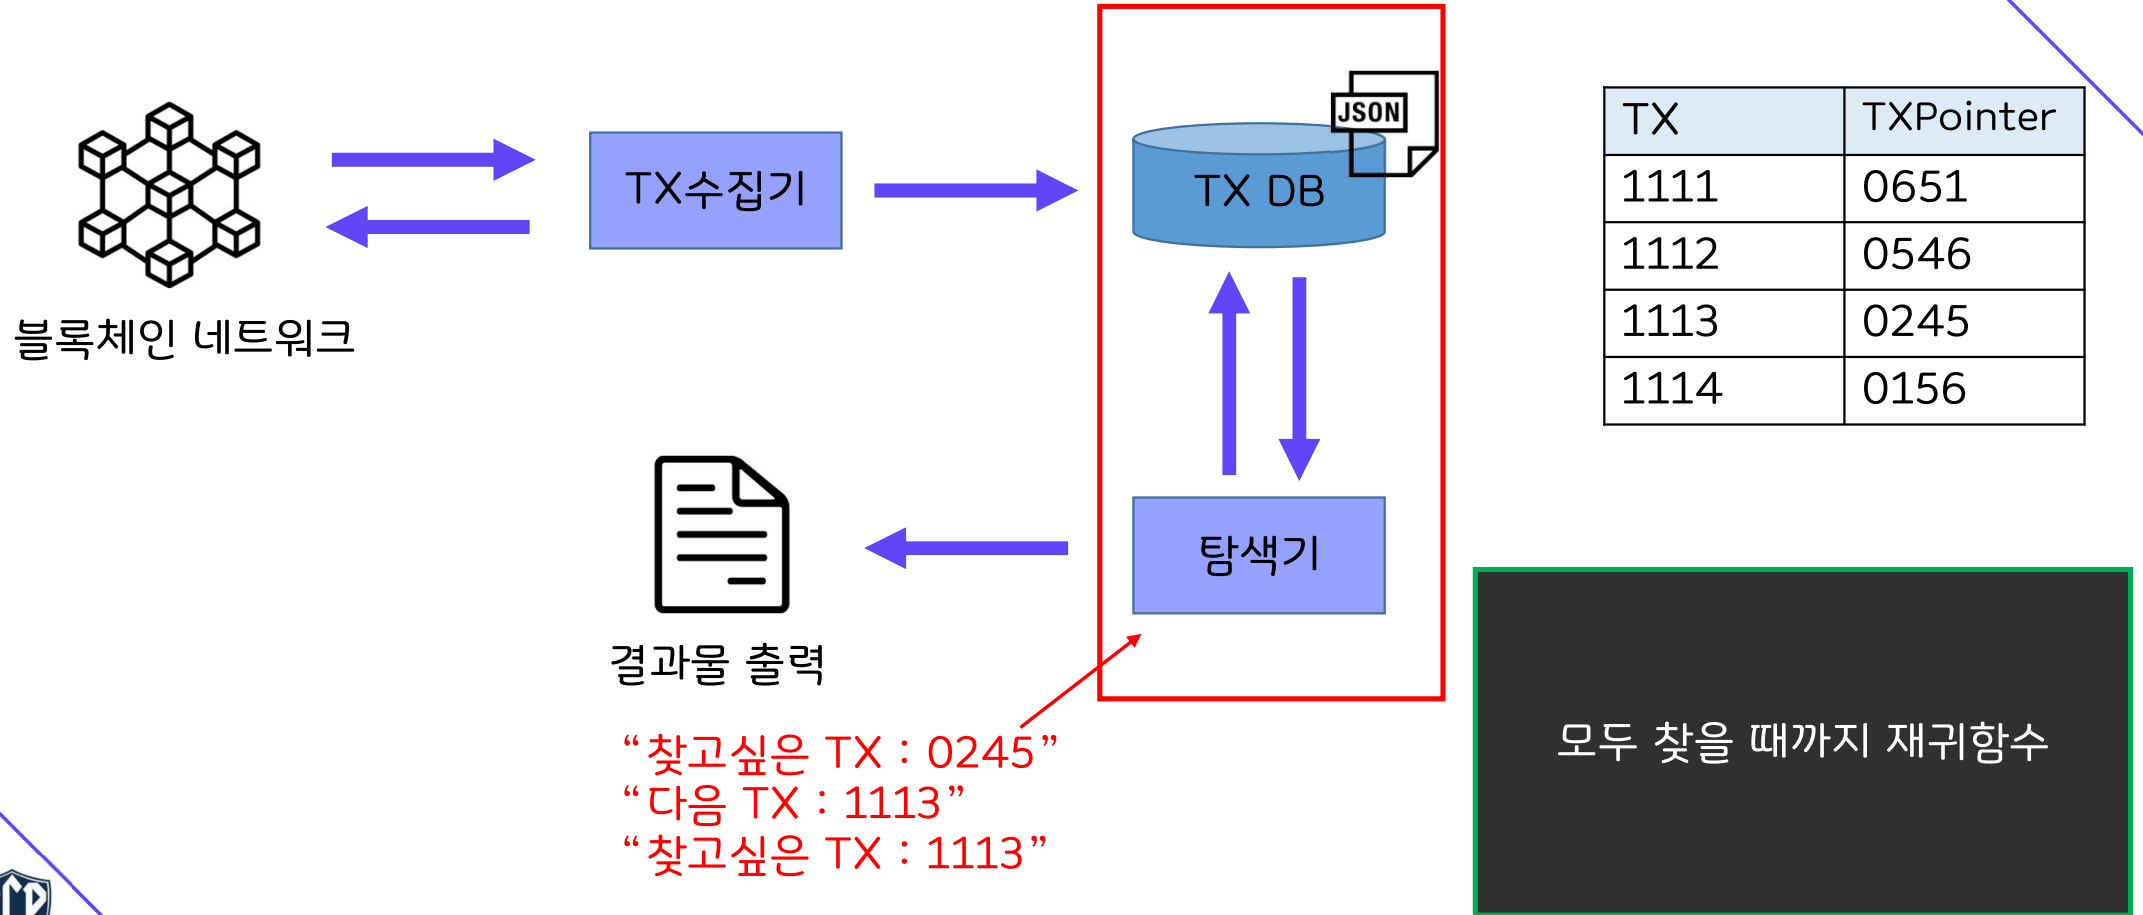 블록체인 네트워크
TX수집기
JSON
TX DB
탐색기
결과물 출력
“찾고싶은 TX : 0245”
“다음 TX : 1113”
“찾고싶은 TX : 1113”
TX TXPointer
1111 0651
1112 0546
1113 0245
1114 0156
모두 찾을 때까지 재귀함수